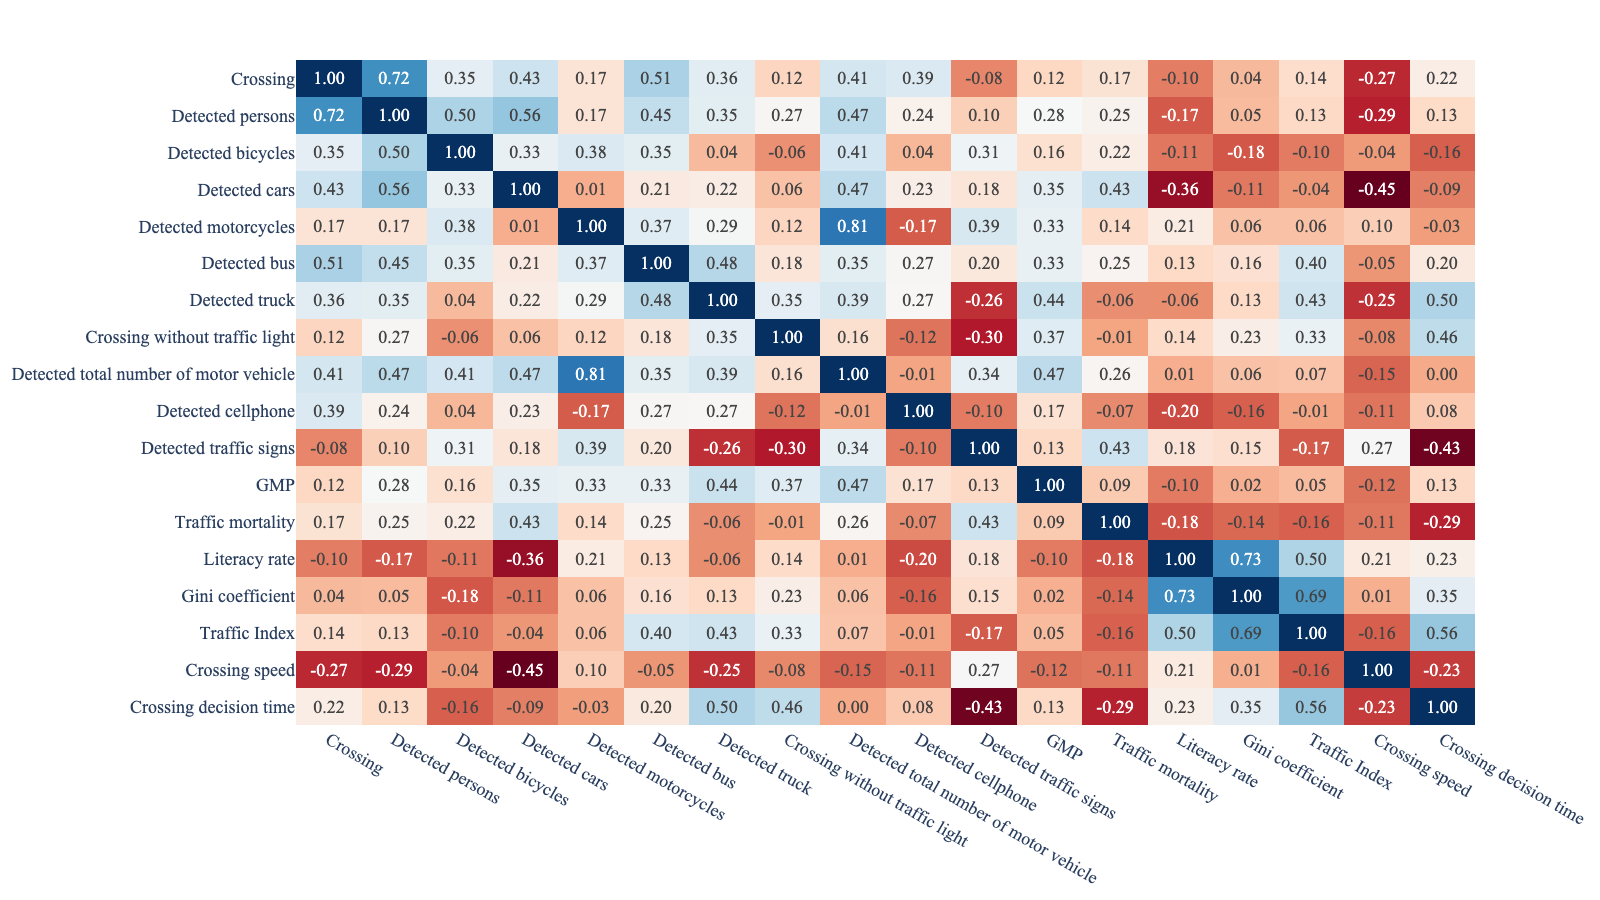 Crossing 1.00 0.72 0.35 0.43 0.17 0.51 0.36 0.12 0.41 0.39 -0.08 0.12 0.17 -0.10 0.04 0.14 -0.27 0.22
Detected persons 0.72 1.00 0.50 0.56 0.17 0.45 0.35 0.27 0.47 0.24 0.10 0.28 0.25 -0.17 0.05 0.13 -0.29 0.13
Detected bicycles 0.35 0.50 1.00 0.33 0.38 0.35 0.04 -0.06 0.41 0.04 0.31 0.16 0.22 -0.11 -0.18 -0.10 -0.04 -0.16
Detected cars 0.43 0.56 0.33 1.00 0.01 0.21 0.22 0.06 0.47 0.23 0.18 0.35 0.43 -0.36 -0.11 -0.04 -0.45 -0.09
Detected motorcycles 0.17 0.17 0.38 0.01 1.00 0.37 0.29 0.12 0.81 -0.17 0.39 0.33 0.14 0.21 0.06 0.06 0.10 -0.03
Detected bus 0.51 0.45 0.35 0.21 0.37 1.00 0.48 0.18 0.35 0.27 0.20 0.33 0.25 0.13 0.16 0.40 -0.05 0.20
Detected truck 0.36 0.35 0.04 0.22 0.29 0.48 1.00 0.35 0.39 0.27 -0.26 0.44 -0.06 -0.06 0.13 0.43 -0.25 0.50
Crossing without traffic light 0.12 0.27 -0.06 0.06 0.12 0.18 0.35 1.00 0.16 -0.12 -0.30 0.37 -0.01 0.14 0.23 0.33 -0.08 0.46
Detected total number of motor vehicle 0.41 0.47 0.41 0.47 0.81 0.35 0.39 0.16 1.00 -0.01 0.34 0.47 0.26 0.01 0.06 0.07 -0.15 0.00
Detected cellphone 0.39 0.24 0.04 0.23 -0.17 0.27 0.27 -0.12 -0.01 1.00 -0.10 0.17 -0.07 -0.20 -0.16 -0.01 -0.11 0.08
Detected traffic signs -0.08 0.10 0.31 0.18 0.39 0.20 -0.26 -0.30 0.34 -0.10 1.00 0.13 0.43 0.18 0.15 -0.17 0.27 -0.43
GMP 0.12 0.28 0.16 0.35 0.33 0.33 0.44 0.37 0.47 0.17 0.13 1.00 0.09 -0.10 0.02 0.05 -0.12 0.13
Traffic mortality 0.17 0.25 0.22 0.43 0.14 0.25 -0.06 -0.01 0.26 -0.07 0.43 0.09 1.00 -0.18 -0.14 -0.16 -0.11 -0.29
Literacy rate -0.10 -0.17 -0.11 -0.36 0.21 0.13 -0.06 0.14 0.01 -0.20 0.18 -0.10 -0.18 1.00 0.73 0.50 0.21 0.23
Gini coefficient 0.04 0.05 -0.18 -0.11 0.06 0.16 0.13 0.23 0.06 -0.16 0.15 0.02 -0.14 0.73 1.00 0.69 0.01 0.35
Traffic Index 0.14 0.13 -0.10 -0.04 0.06 0.40 0.43 0.33 0.07 -0.01 -0.17 0.05 -0.16 0.50 0.69 1.00 -0.16 0.56
Crossing speed -0.27 -0.29 -0.04 -0.45 0.10 -0.05 -0.25 -0.08 -0.15 -0.11 0.27 -0.12 -0.11 0.21 0.01 -0.16 1.00 -0.23
Crossing decision time 0.22 0.13 -0.16 -0.09 -0.03 0.20 0.50 0.46 0.00 0.08 -0.43 0.13 -0.29 0.23 0.35 0.56 -0.23 1.00
Crossing
Detected persons
Detected bicycles
Detected cars
Detected motorcycles
Detected bus
Detected truck
Crossing without traffic light
Detected total number of motor vehicle
Detected cellphone
Detected traffic signs
GMP
Traffic mortality
Literacy rate
Gini coefficient
Traffic Index
Crossing speed
Crossing decision time